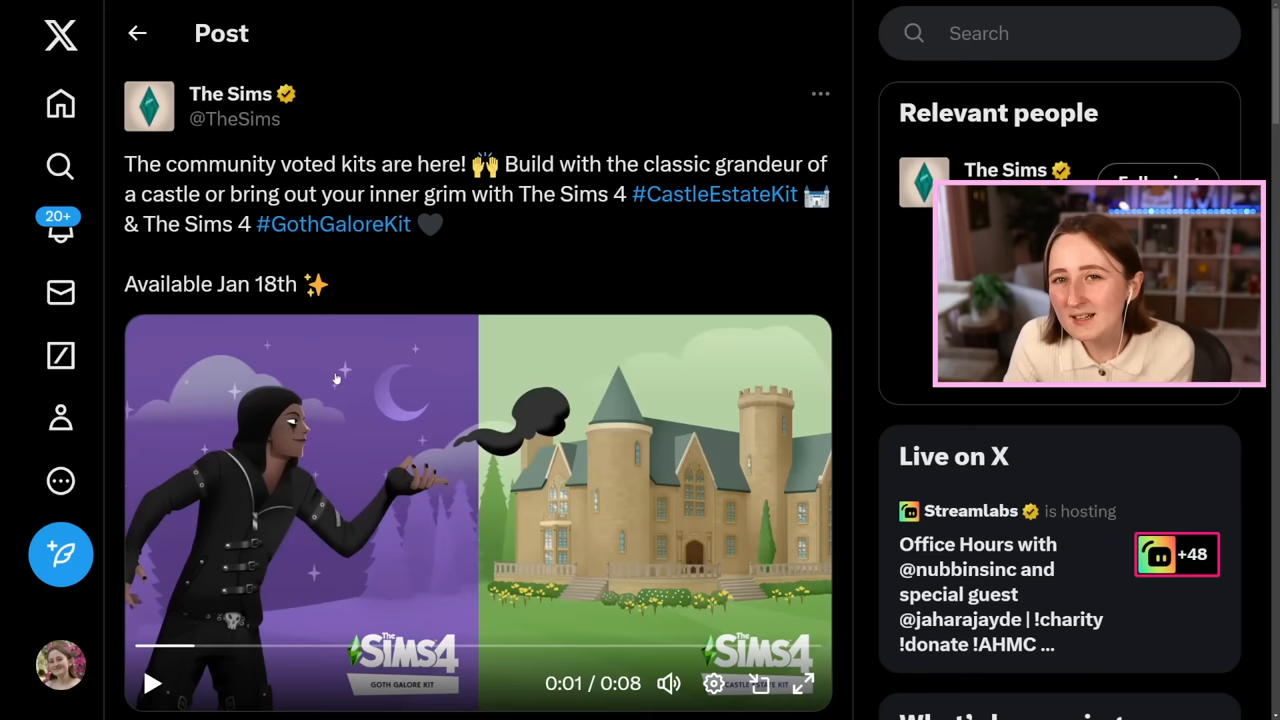 Post
Search
The Sims
@TheSims
The community voted kits are here! 🙌 Build with the classic grandeur of
a castle or bring out your inner grim with The Sims 4 #CastleEstateKit 🏰
& The Sims 4 #GothGaloreKit 🖤
Available Jan 18th ✨
THE SIMS4
GOTH GALORE KIT
THE SIMS4
CASTLE ESTATE KIT
0:01 / 0:08
20+
Relevant people
The Sims
Following
Live on X
Streamlabs is hosting
Office Hours with
@nubbinsinc and
special guest
@jaharajayde | !charity
!donate !AHMC ...
+48